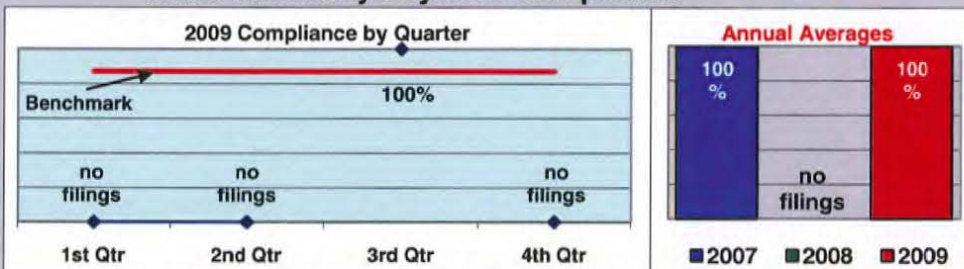 2009 Compliance by Quarter
Benchmark
100%
no
filings
no
filings
no
filings
1st Qtr
2nd Qtr
3rd Qtr
4th Qtr
Annual Averages
100
%
100
%
no
filings
2007
2008
2009